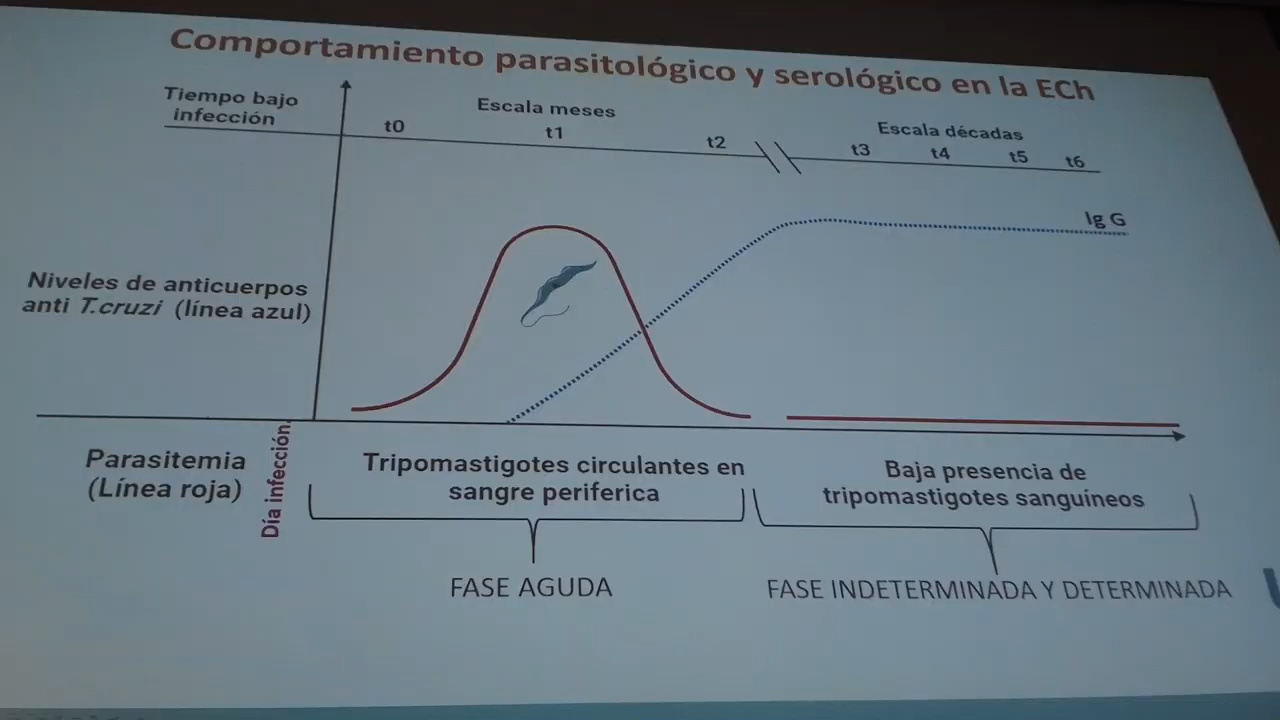 Comportamiento parasitológico y serológico en la ECh
Tiempo bajo
infección
Escala meses
t0
t1
t2
Escala décadas
t3
t4
t5
t6
Ig G
Niveles de anticuerpos
anti T.cruzi (línea azul)
Parasitemia
(Línea roja)
Día infección
Tripomastigotes circulantes en
sangre periferica
Baja presencia de
tripomastigotes sanguíneos
FASE AGUDA
FASE INDETERMINADA Y DETERMINADA